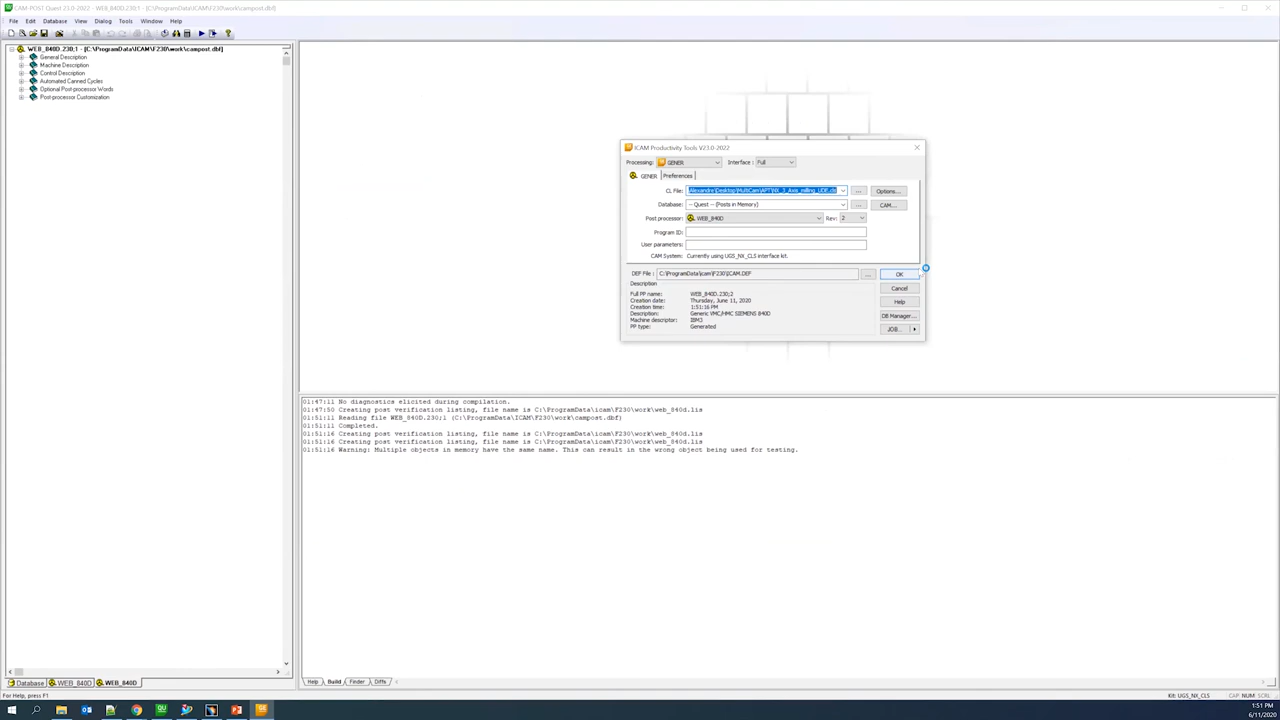 CAM-POST Quest 23.0-2022 - WEB_840D.230;1 - [C:\ProgramData\ICAM\F230\work\campost.dbf]
File Edit Database View Dialog Tools Window Help
WEB_840D.230;1 - [C:\ProgramData\ICAM\F230\work\campost.dbf]
General Description
Machine Description
Control Description
Automated Canned Cycles
Optional Post-processor Words
Post-processor Customization
ICAM Productivity Tools V23.0-2022
Processing: GENER Interface : Full
GENER Preferences
CL File: Alexandre\Desktop\MultiCam\APT\NX_3_Axis_milling_UDE.cls ... Options...
Database: -- Quest -- (Posts in Memory) ... CAM...
Post processor: WEB_840D Rev: 2
Program ID:
User parameters:
CAM System: Currently using UGS_NX_CLS interface kit.
DEF File : C:\ProgramData\icam\F230\ICAM.DEF ... OK
Description Cancel
Full PP name: WEB_840D.230;2
Creation date: Thursday, June 11, 2020 Help
Creation time: 1:51:16 PM
Description: Generic VMC/HMC SIEMENS 840D DB Manager...
Machine descriptor: IBM3
PP type: Generated JOB...
01:47:11 No diagnostics elicited during compilation.
01:47:50 Creating post verification listing, file name is C:\ProgramData\icam\F230\work\web_840d.lis
01:51:11 Reading file WEB_840D.230;1 (C:\ProgramData\ICAM\F230\work\campost.dbf)
01:51:11 Completed.
01:51:16 Creating post verification listing, file name is C:\ProgramData\icam\F230\work\web_840d.lis
01:51:16 Creating post verification listing, file name is C:\ProgramData\icam\F230\work\web_840d.lis
01:51:16 Warning: Multiple objects in memory have the same name. This can result in the wrong object being used for testing.
Database WEB_840D WEB_840D Help Build Finder Diffs
For Help, press F1 Kit: UGS_NX_CLS CAP NUM SCRL
1:51 PM
6/11/2020